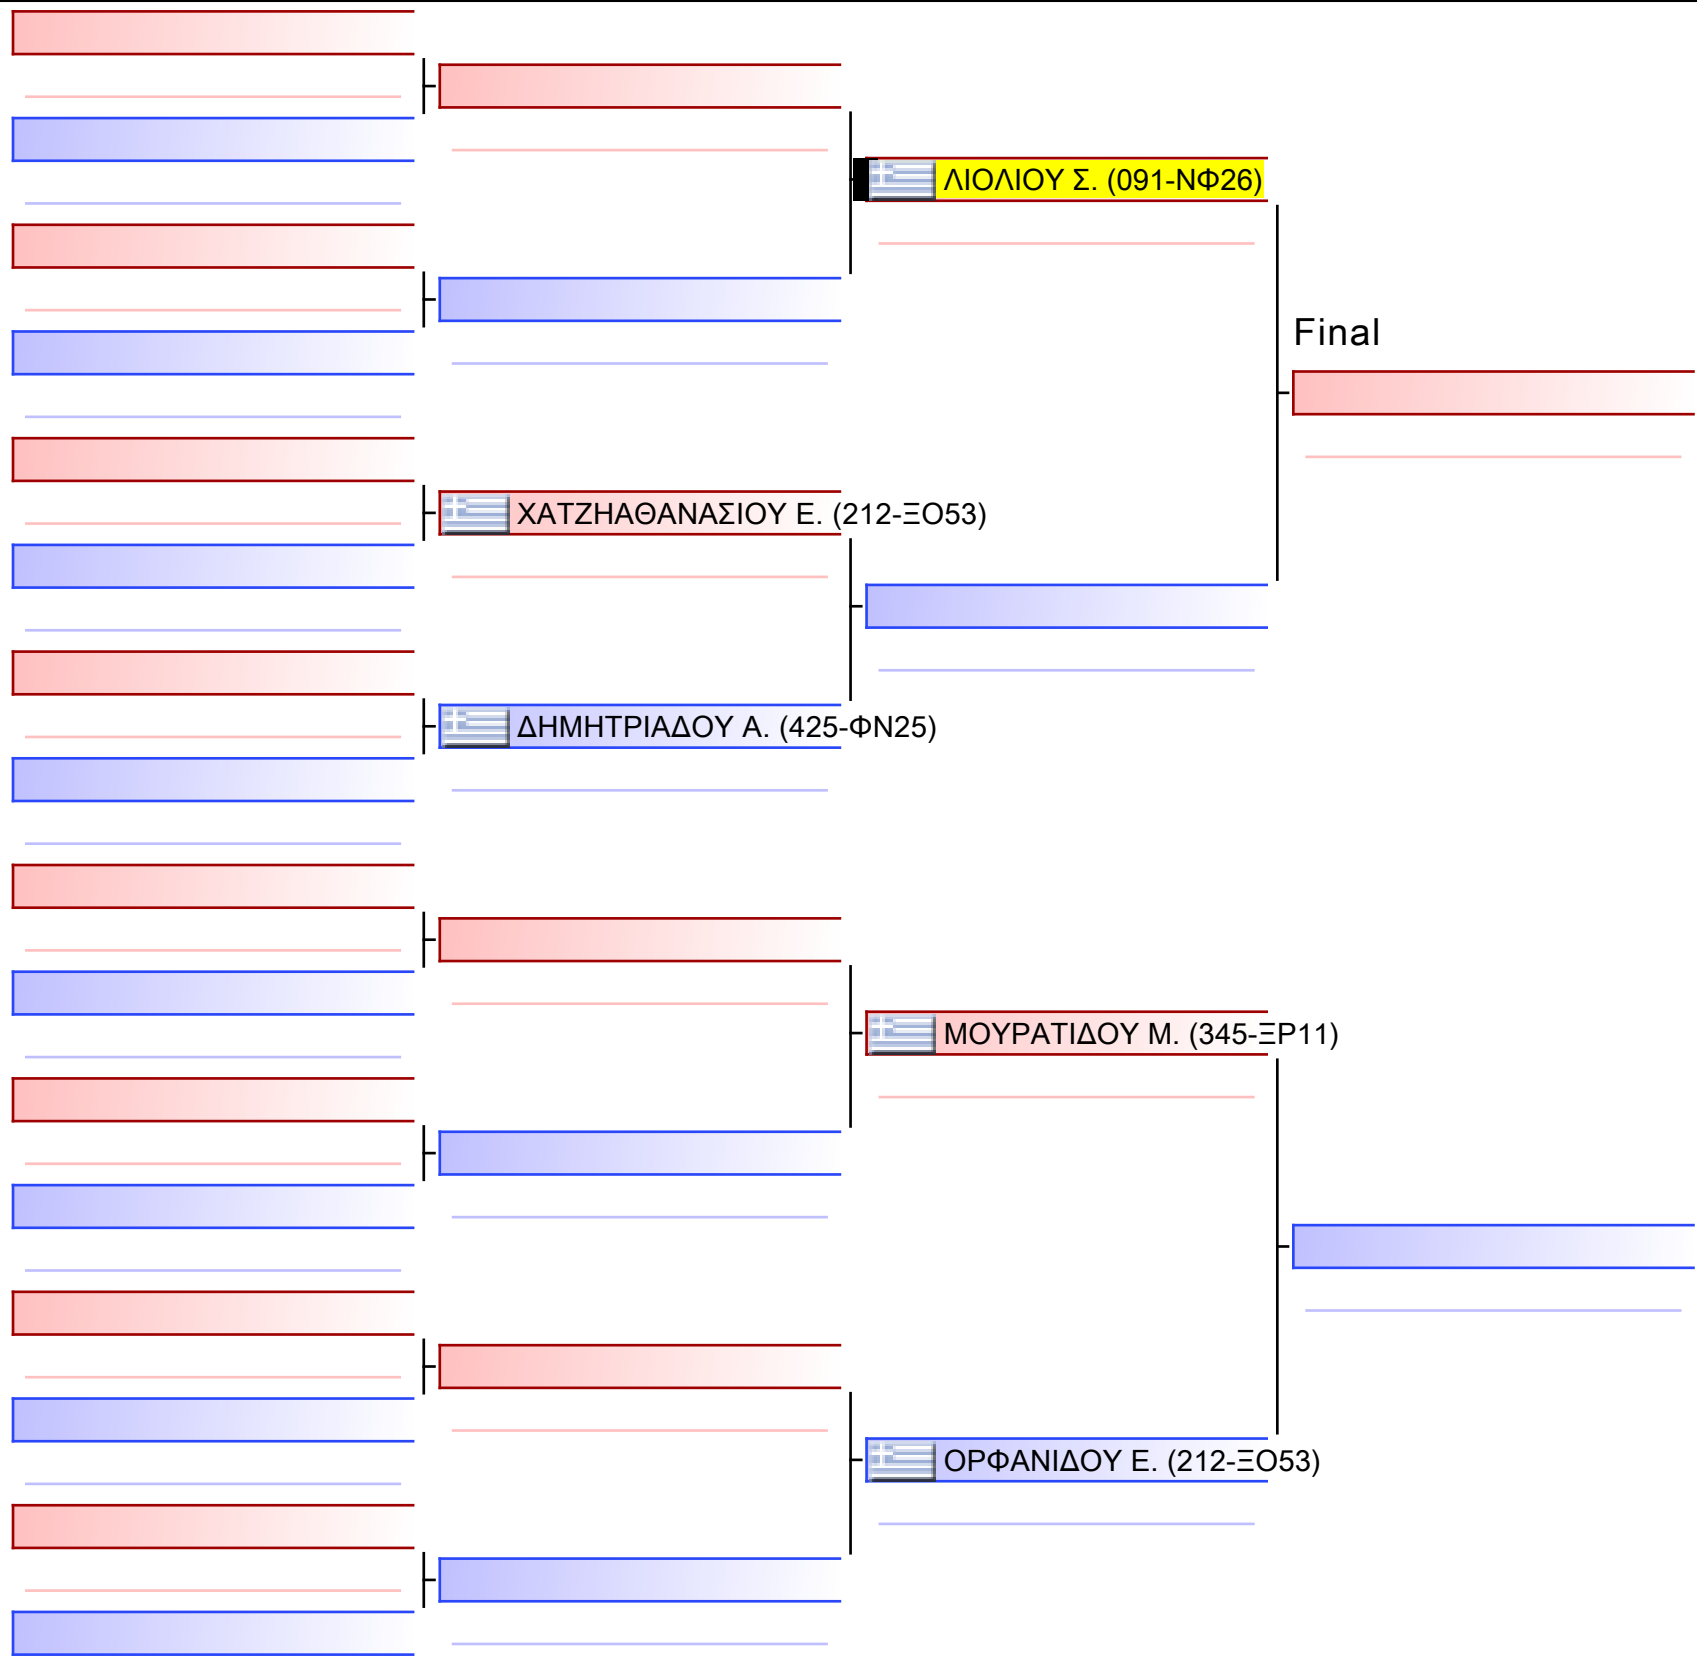 ΛΙΟΛΙΟΥ Σ. (091-ΝΦ26)
Final
ΧΑΤΖΗΑΘΑΝΑΣΙΟΥ Ε. (212-ΞΟ53)
ΔΗΜΗΤΡΙΑΔΟΥ Α. (425-ΦΝ25)
ΜΟΥΡΑΤΙΔΟΥ Μ. (345-ΞΡ11)
ΟΡΦΑΝΙΔΟΥ Ε. (212-ΞΟ53)